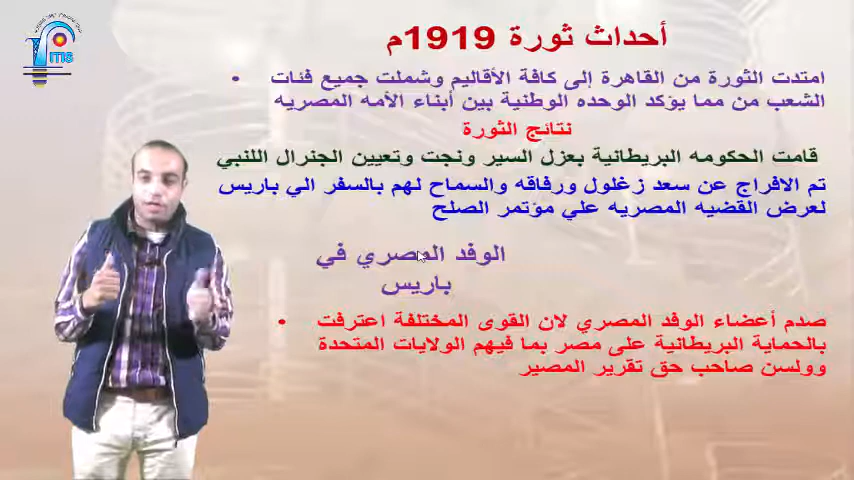 أحداث ثورة 1919م
• امتدت الثورة من القاهرة إلى كافة الأقاليم وشملت جميع فئات
الشعب من مما يؤكد الوحده الوطنية بين أبناء الأمه المصريه
نتائج الثورة
قامت الحكومه البريطانية بعزل السير ونجت وتعيين الجنرال اللنبي
تم الافراج عن سعد زغلول ورفاقه والسماح لهم بالسفر الي باريس
لعرض القضيه المصريه علي مؤتمر الصلح
الوفد المصري في
باريس
• صدم أعضاء الوفد المصري لان القوى المختلفة اعترفت
بالحماية البريطانية على مصر بما فيهم الولايات المتحدة
وولسن صاحب حق تقرير المصير